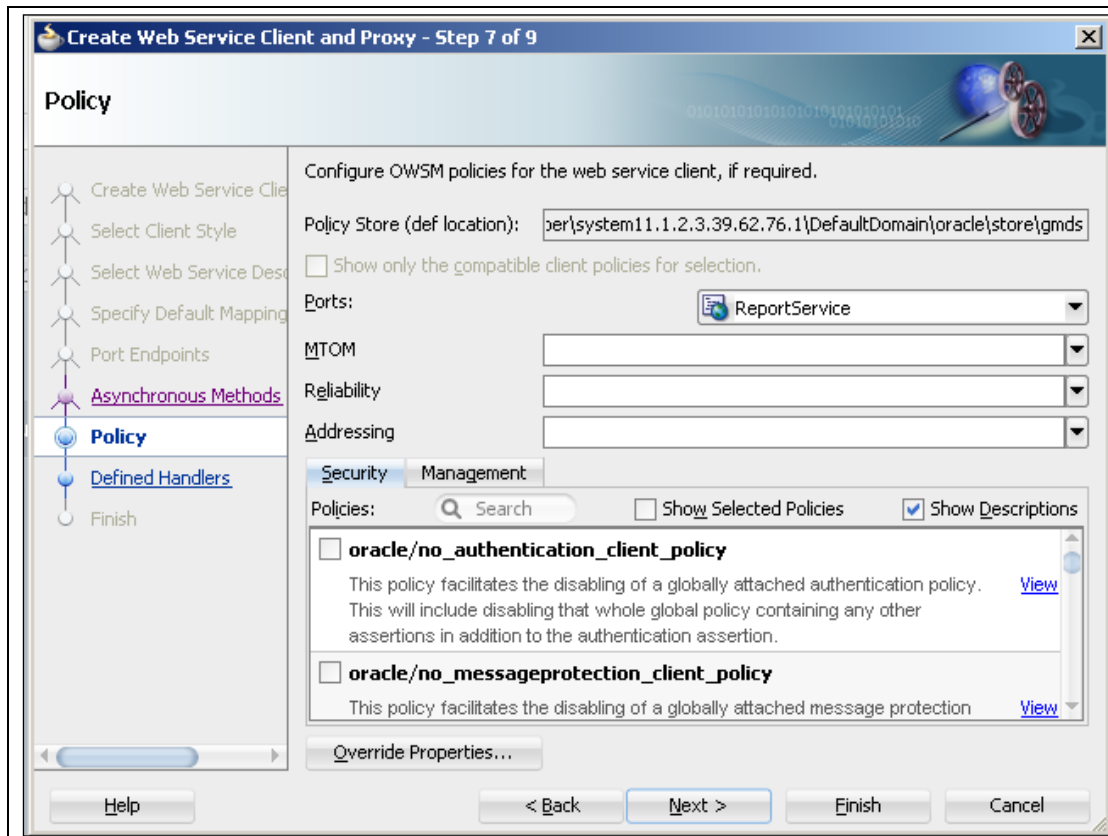 Create Web Service Client and Proxy - Step 7 of 9
Policy
Create Web Service Clie
Select Client Style
Select Web Service Desc
Specify Default Mapping
Port Endpoints
Asynchronous Methods
Policy
Defined Handlers
Finish
Configure OWSM policies for the web service client, if required.
Policy Store (def location): per\system11.1.2.3.39.62.76.1\DefaultDomain\oracle\store\gmds
Show only the compatible client policies for selection.
Ports: ReportService
MTOM
Reliability
Addressing
Security Management
Policies: Search Show Selected Policies Show Descriptions
oracle/no_authentication_client_policy
This policy facilitates the disabling of a globally attached authentication policy. View
This will include disabling that whole global policy containing any other
assertions in addition to the authentication assertion.
oracle/no_messageprotection_client_policy
This policy facilitates the disabling of a globally attached message protection View
Override Properties...
Help < Back Next > Finish Cancel